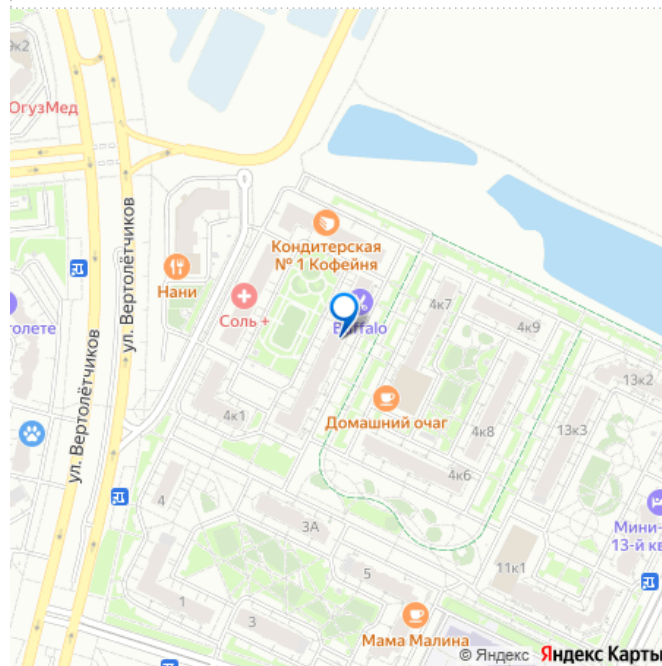 9к2
ОгузМед
Кондитерская
№ 1 Кофейня
Нани
Соль +
Buffalo
ул. Вертолётчиков
ул. Вертолётчиков
4к7
4к9
13к2
Домашний очаг
4к1
4к8
13к3
4к6
4
3А
Мини-
13-й кв
5
11к1
1
3
Мама Малина
© Яндекс Яндекс Карты